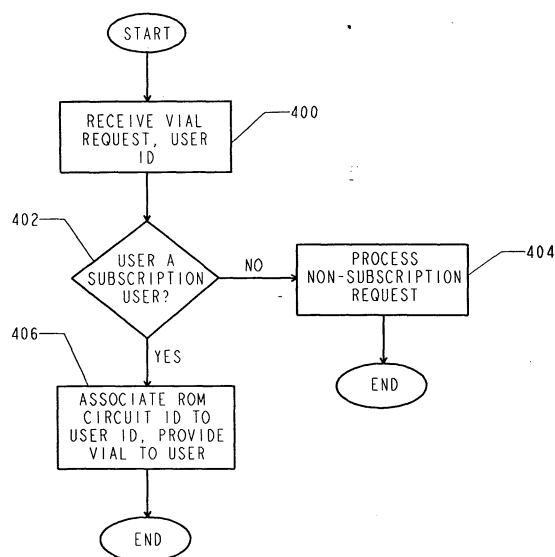 START
RECEIVE VIAL
REQUEST, USER
ID
400
402
USER A
SUBSCRIPTION
USER?
NO
PROCESS
NON-SUBSCRIPTION
REQUEST
404
406
YES
END
ASSOCIATE ROM
CIRCUIT ID TO
USER ID, PROVIDE
VIAL TO USER
END